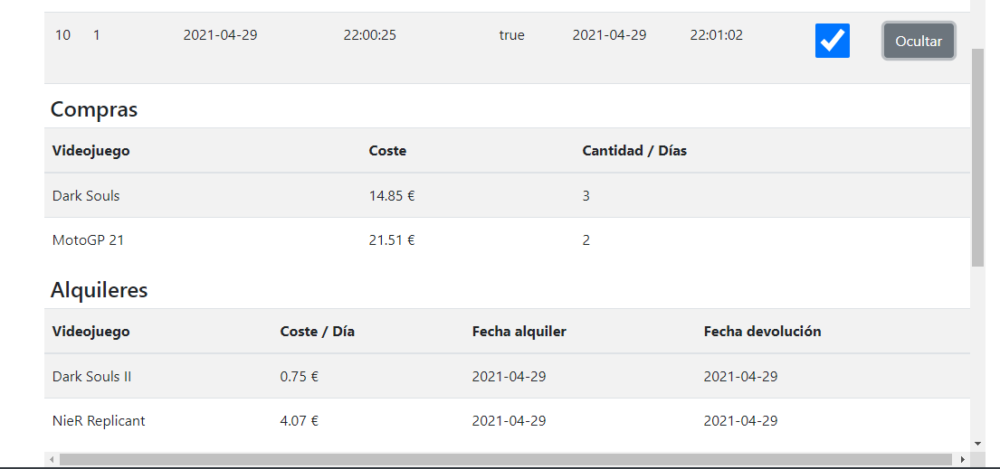 10 1 2021-04-29 22:00:25 true 2021-04-29 22:01:02 Ocultar
Compras
Videojuego Coste Cantidad / Días
Dark Souls 14.85 € 3
MotoGP 21 21.51 € 2
Alquileres
Videojuego Coste / Día Fecha alquiler Fecha devolución
Dark Souls II 0.75 € 2021-04-29 2021-04-29
NieR Replicant 4.07 € 2021-04-29 2021-04-29